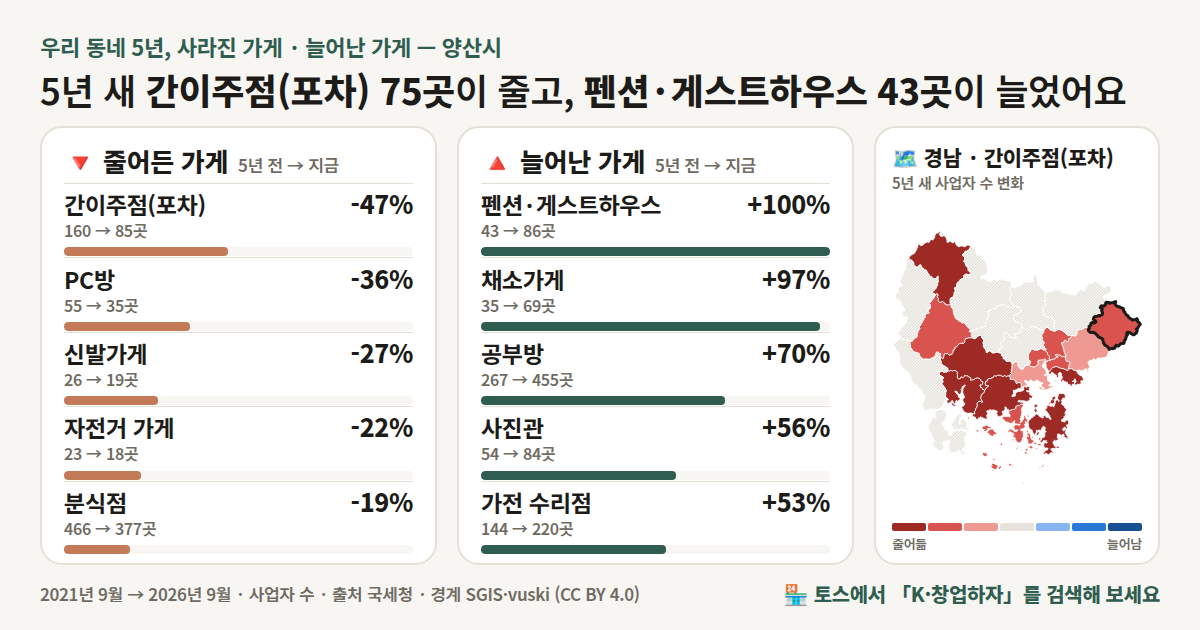 우리 동네 5년, 사라진 가게 · 늘어난 가게 — 양산시
5년 새 간이주점(포차) 75곳이 줄고, 펜션·게스트하우스 43곳이 늘었어요
줄어든 가게 5년 전 → 지금
간이주점(포차) -47%
160 → 85곳
PC방 -36%
55 → 35곳
신발가게 -27%
26 → 19곳
자전거 가게 -22%
23 → 18곳
분식점 -19%
466 → 377곳
늘어난 가게 5년 전 → 지금
펜션·게스트하우스 +100%
43 → 86곳
채소가게 +97%
35 → 69곳
공부방 +70%
267 → 455곳
사진관 +56%
54 → 84곳
가전 수리점 +53%
144 → 220곳
경남 · 간이주점(포차)
5년 새 사업자 수 변화
줄어듦 늘어남
2021년 9월 → 2026년 9월 · 사업자 수 · 출처 국세청 · 경계 SGIS·vuski (CC BY 4.0)
토스에서 「K·창업하자」를 검색해 보세요